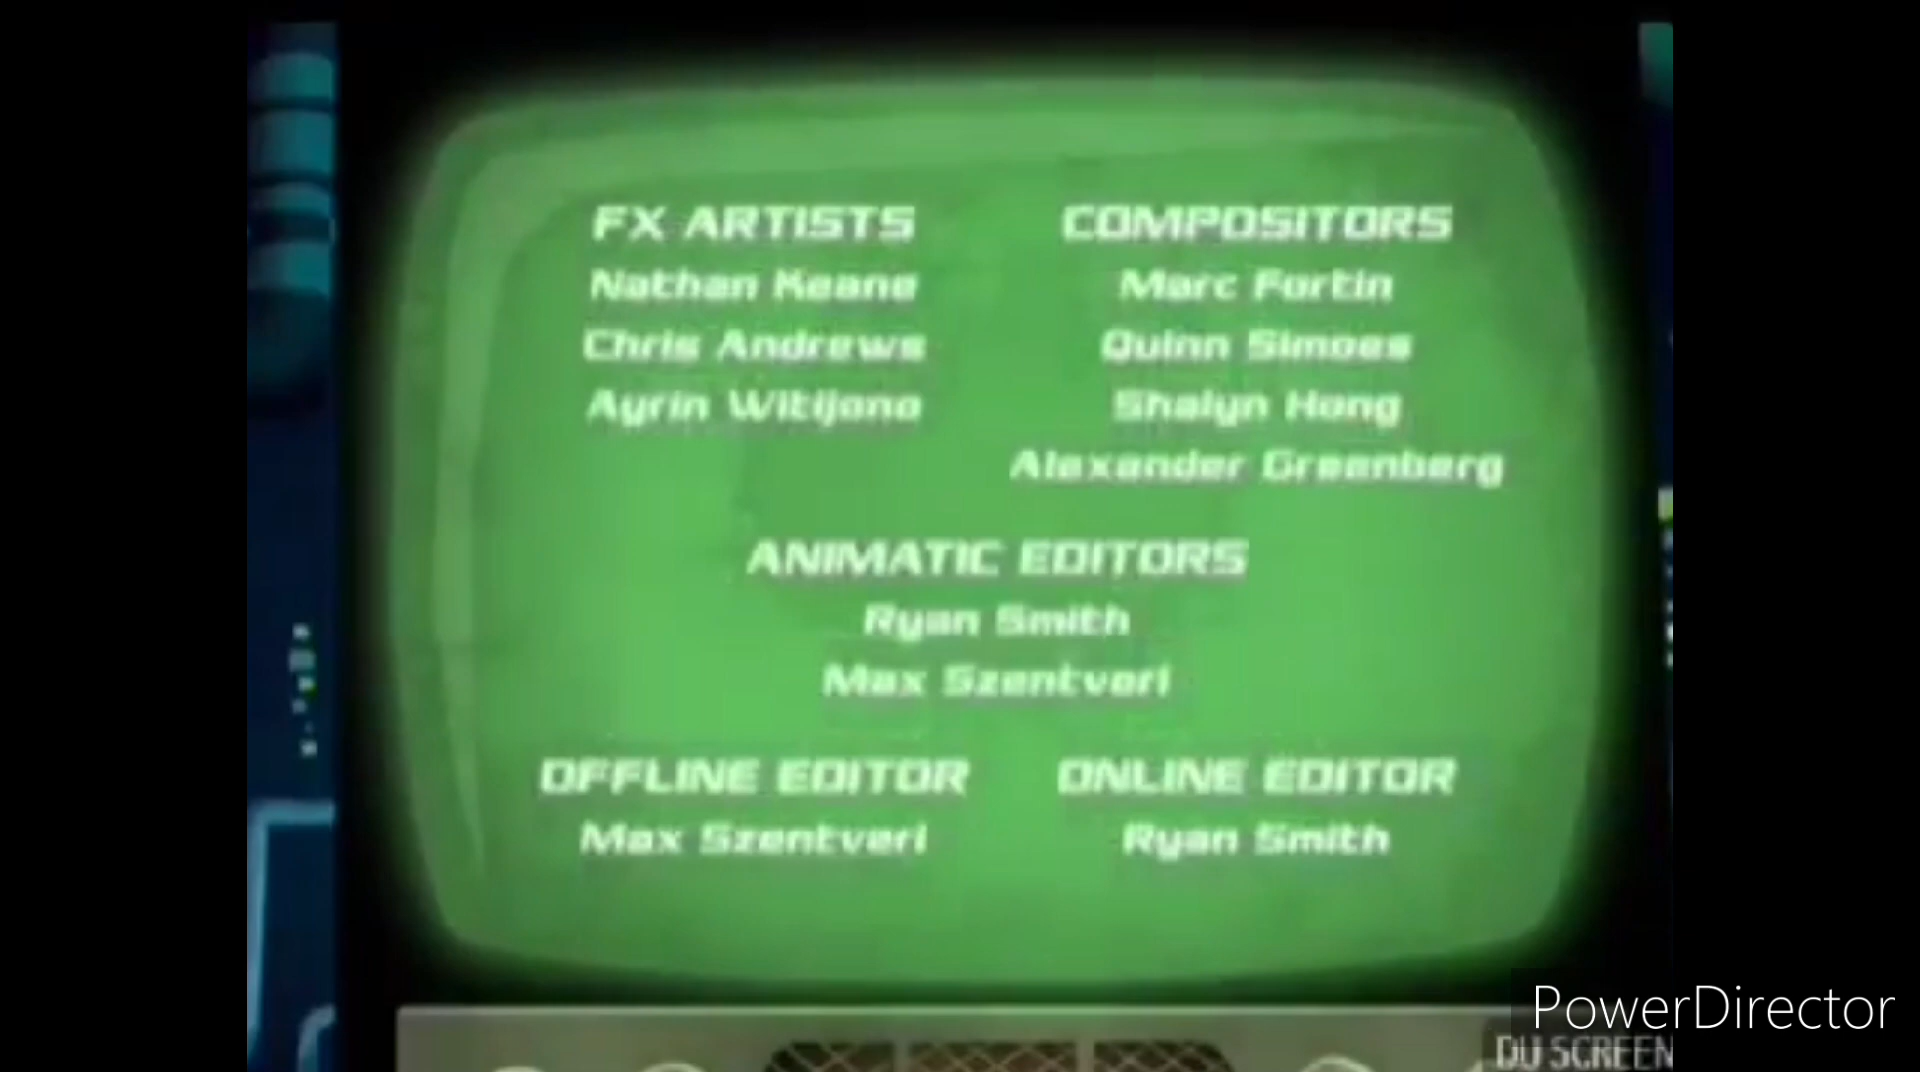 FX ARTISTS
Nathan Keane
Chris Andrews
Ayrin Witijono
COMPOSITORS
Marc Fortin
Quinn Simoes
Shalyn Hong
Alexander Greenberg
ANIMATIC EDITORS
Ryan Smith
Max Szentveri
OFFLINE EDITOR
Max Szentveri
ONLINE EDITOR
Ryan Smith
PowerDirector
DU SCREEN